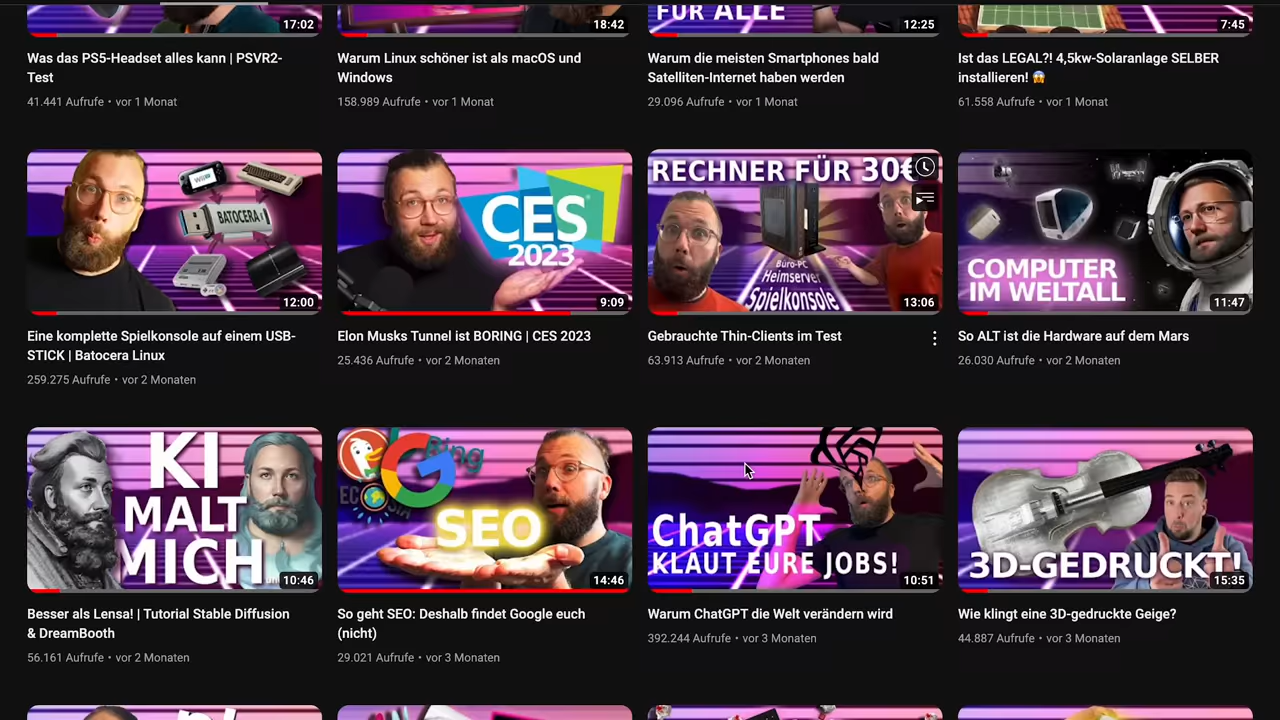 FÜR ALLE
17:02
18:42
12:25
7:45
Was das PS5-Headset alles kann | PSVR2-
Test
41.441 Aufrufe • vor 1 Monat
Warum Linux schöner ist als macOS und
Windows
158.989 Aufrufe • vor 1 Monat
Warum die meisten Smartphones bald
Satelliten-Internet haben werden
29.096 Aufrufe • vor 1 Monat
Ist das LEGAL?! 4,5kw-Solaranlage SELBER
installieren! 😱
61.558 Aufrufe • vor 1 Monat
WiiU
BATOCERA
12:00
CES
2023
9:09
RECHNER FÜR 30€
Büro-PC
Heimserver
Spielkonsole
13:06
COMPUTER
IM WELTALL
11:47
Eine komplette Spielkonsole auf einem USB-
STICK | Batocera Linux
259.275 Aufrufe • vor 2 Monaten
Elon Musks Tunnel ist BORING | CES 2023
25.436 Aufrufe • vor 2 Monaten
Gebrauchte Thin-Clients im Test
63.913 Aufrufe • vor 2 Monaten
So ALT ist die Hardware auf dem Mars
26.030 Aufrufe • vor 2 Monaten
KI
MALT
MICH
10:46
Bing
ECOSIA
SEO
14:46
ChatGPT
KLAUT EURE JOBS!
10:51
3D-GEDRUCKT!
15:35
Besser als Lensa! | Tutorial Stable Diffusion
& DreamBooth
56.161 Aufrufe • vor 2 Monaten
So geht SEO: Deshalb findet Google euch
(nicht)
29.021 Aufrufe • vor 3 Monaten
Warum ChatGPT die Welt verändern wird
392.244 Aufrufe • vor 3 Monaten
Wie klingt eine 3D-gedruckte Geige?
44.887 Aufrufe • vor 3 Monaten